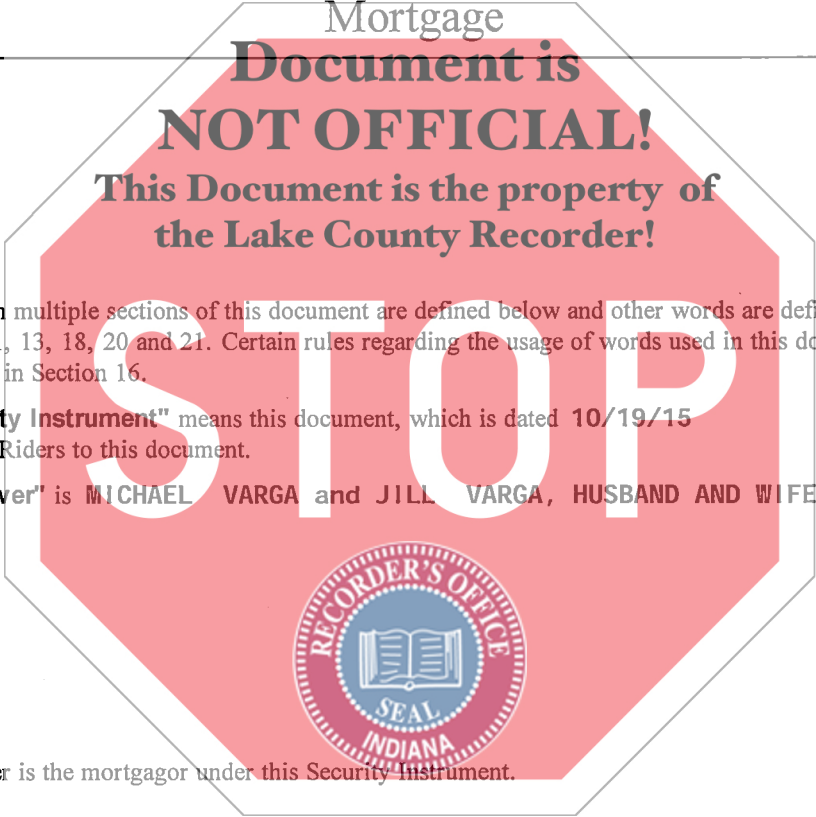 Mortgage
Document is
NOT OFFICIAL!
This Document is the property of
the Lake County Recorder!
multiple sections of this document are defined below and other words are defi
, 13, 18, 20 and 21. Certain rules regarding the usage of words used in this do
in Section 16.
ty Instrument" means this document, which is dated 10/19/15
Riders to this document.
ver" is MICHAEL VARGA and JILL VARGA, HUSBAND AND WIFE
STOP
RECORDER'S OFFICE
SEAL
INDIANA
r is the mortgagor under this Security Instrument.